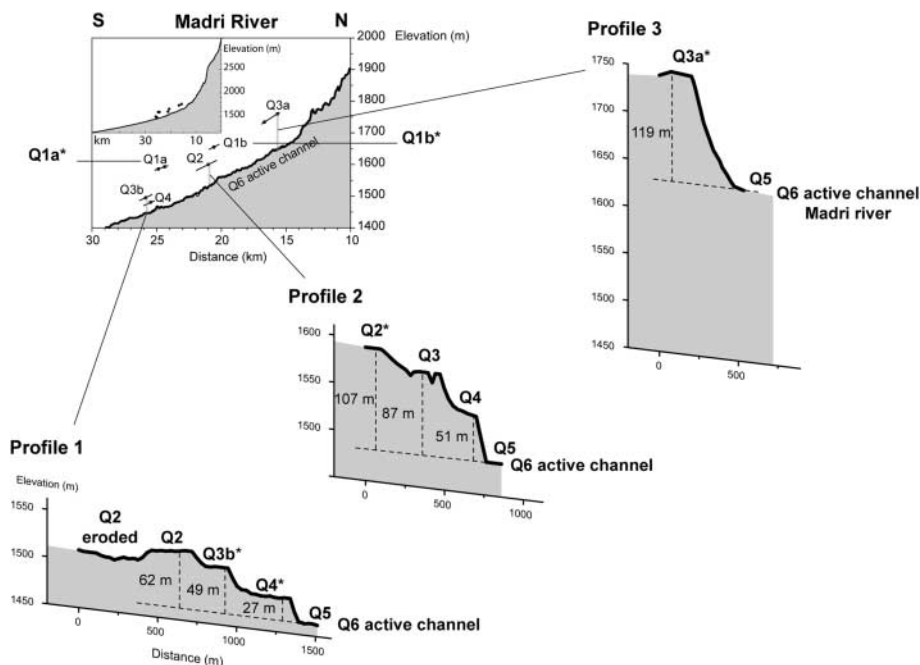 S Madri River N
Elevation (m)
2000
1900
1800
1700
1600
1500
1400
30 20 10
Distance (km)
Elevation (m)
2500
2000
1500
km 30 10
Q3a
Q1b
Q1b*
Q1a*
Q1a
Q2
Q3b
Q4
Q6 active channel
Profile 3
Q3a*
1750
1700
1650
1600
1550
1500
1450
119 m
Q5
Q6 active channel
Madri river
0 500
Profile 2
1600
1550
1500
Q2*
Q3
Q4
Q5
107 m
87 m
51 m
Q6 active channel
0 500 1000
Profile 1
Elevation (m)
1550
1500
1450
Q2
eroded
Q2
Q3b*
Q4*
Q5
62 m
49 m
27 m
Q6 active channel
0 500 1000 1500
Distance (m)